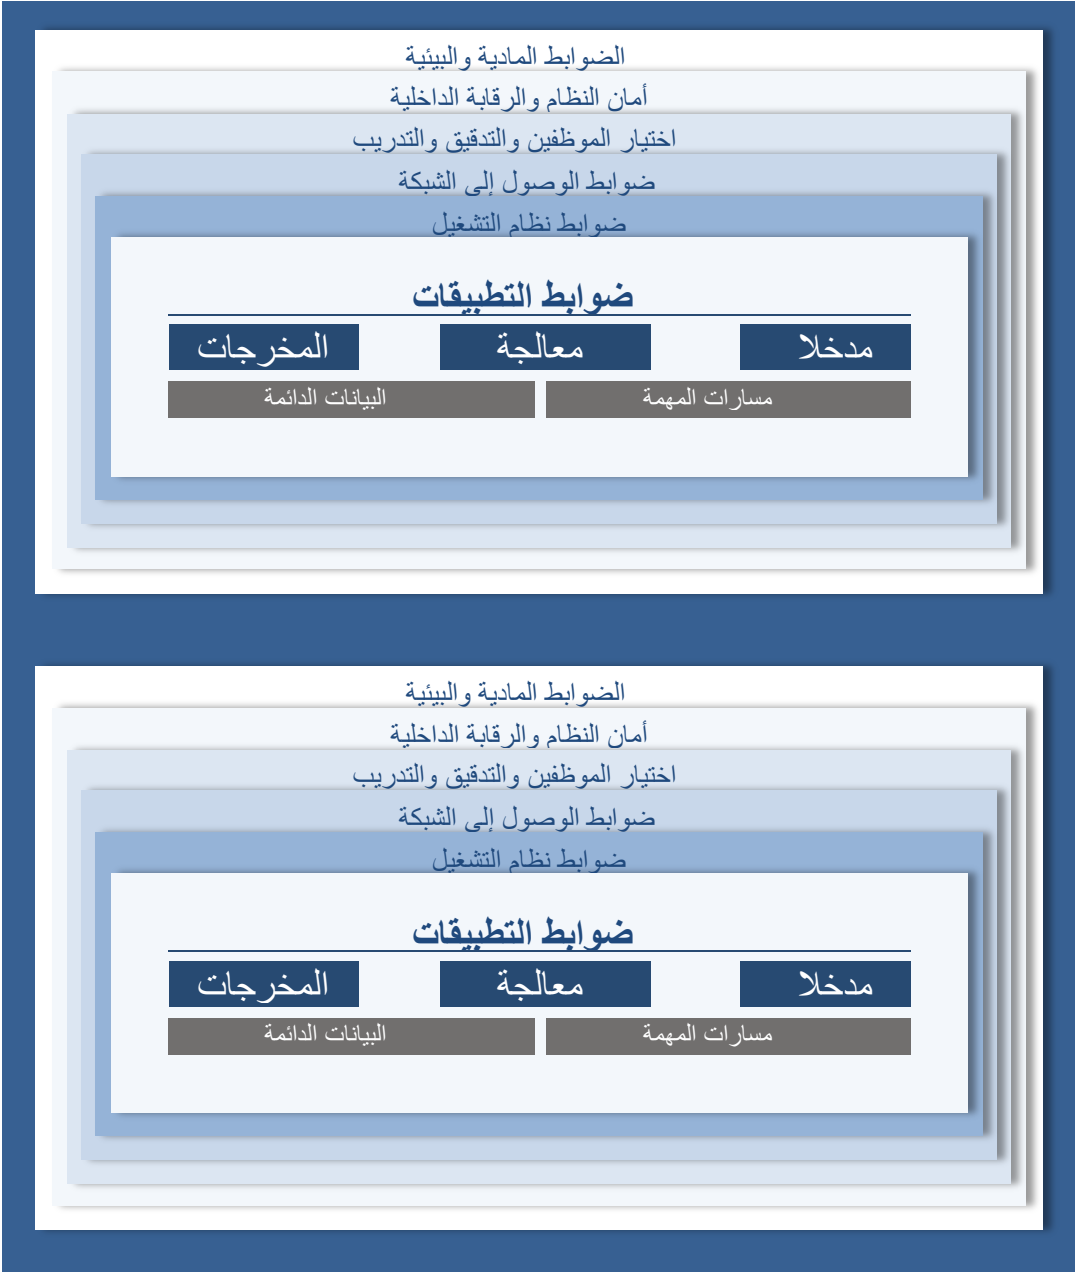 الضوابط المادية والبيئية
أمان النظام والرقابة الداخلية
اختيار الموظفين والتدقيق والتدريب
ضوابط الوصول إلى الشبكة
ضوابط نظام التشغيل
ضوابط التطبيقات
مدخلا معالجة المخرجات
مسارات المهمة البيانات الدائمة
الضوابط المادية والبيئية
أمان النظام والرقابة الداخلية
اختيار الموظفين والتدقيق والتدريب
ضوابط الوصول إلى الشبكة
ضوابط نظام التشغيل
ضوابط التطبيقات
مدخلا معالجة المخرجات
مسارات المهمة البيانات الدائمة